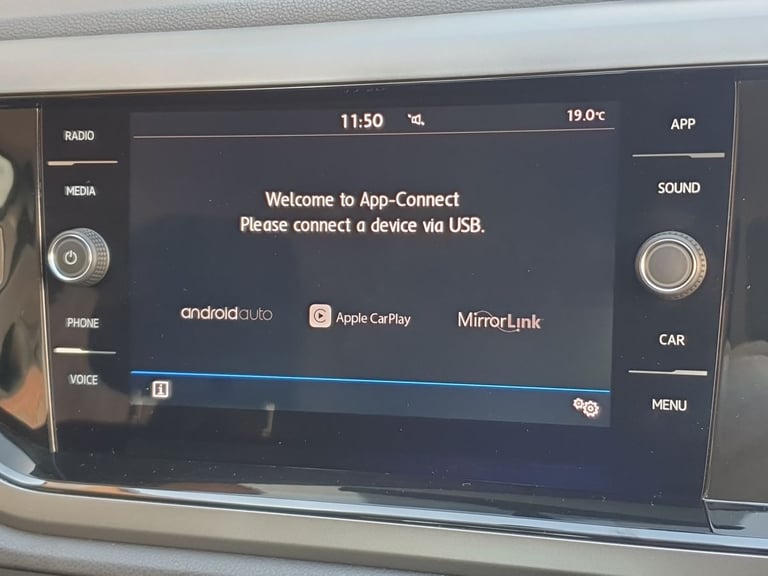 11:50
19.0°C
RADIO
MEDIA
PHONE
VOICE
Welcome to App-Connect
Please connect a device via USB.
androidauto
Apple CarPlay
MirrorLink
i
APP
SOUND
CAR
MENU